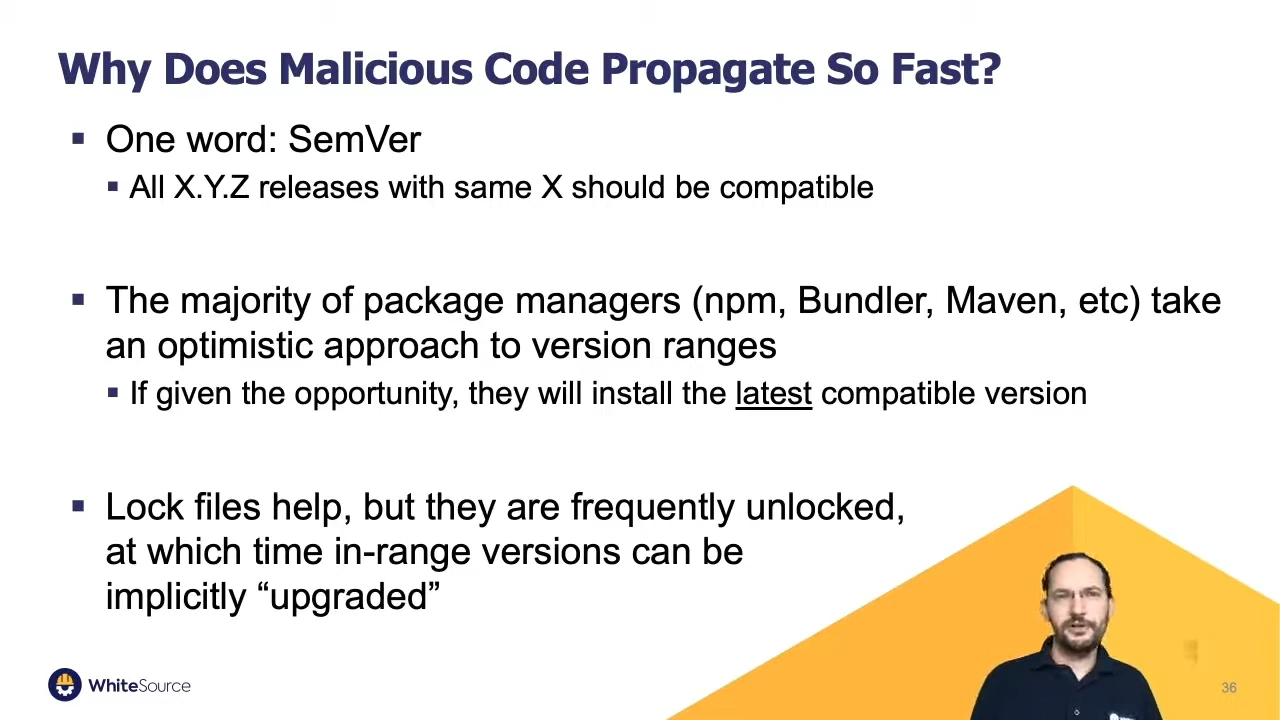 Why Does Malicious Code Propagate So Fast?
One word: SemVer
All X.Y.Z releases with same X should be compatible
The majority of package managers (npm, Bundler, Maven, etc) take
an optimistic approach to version ranges
If given the opportunity, they will install the latest compatible version
Lock files help, but they are frequently unlocked,
at which time in-range versions can be
implicitly “upgraded”
WhiteSource
36